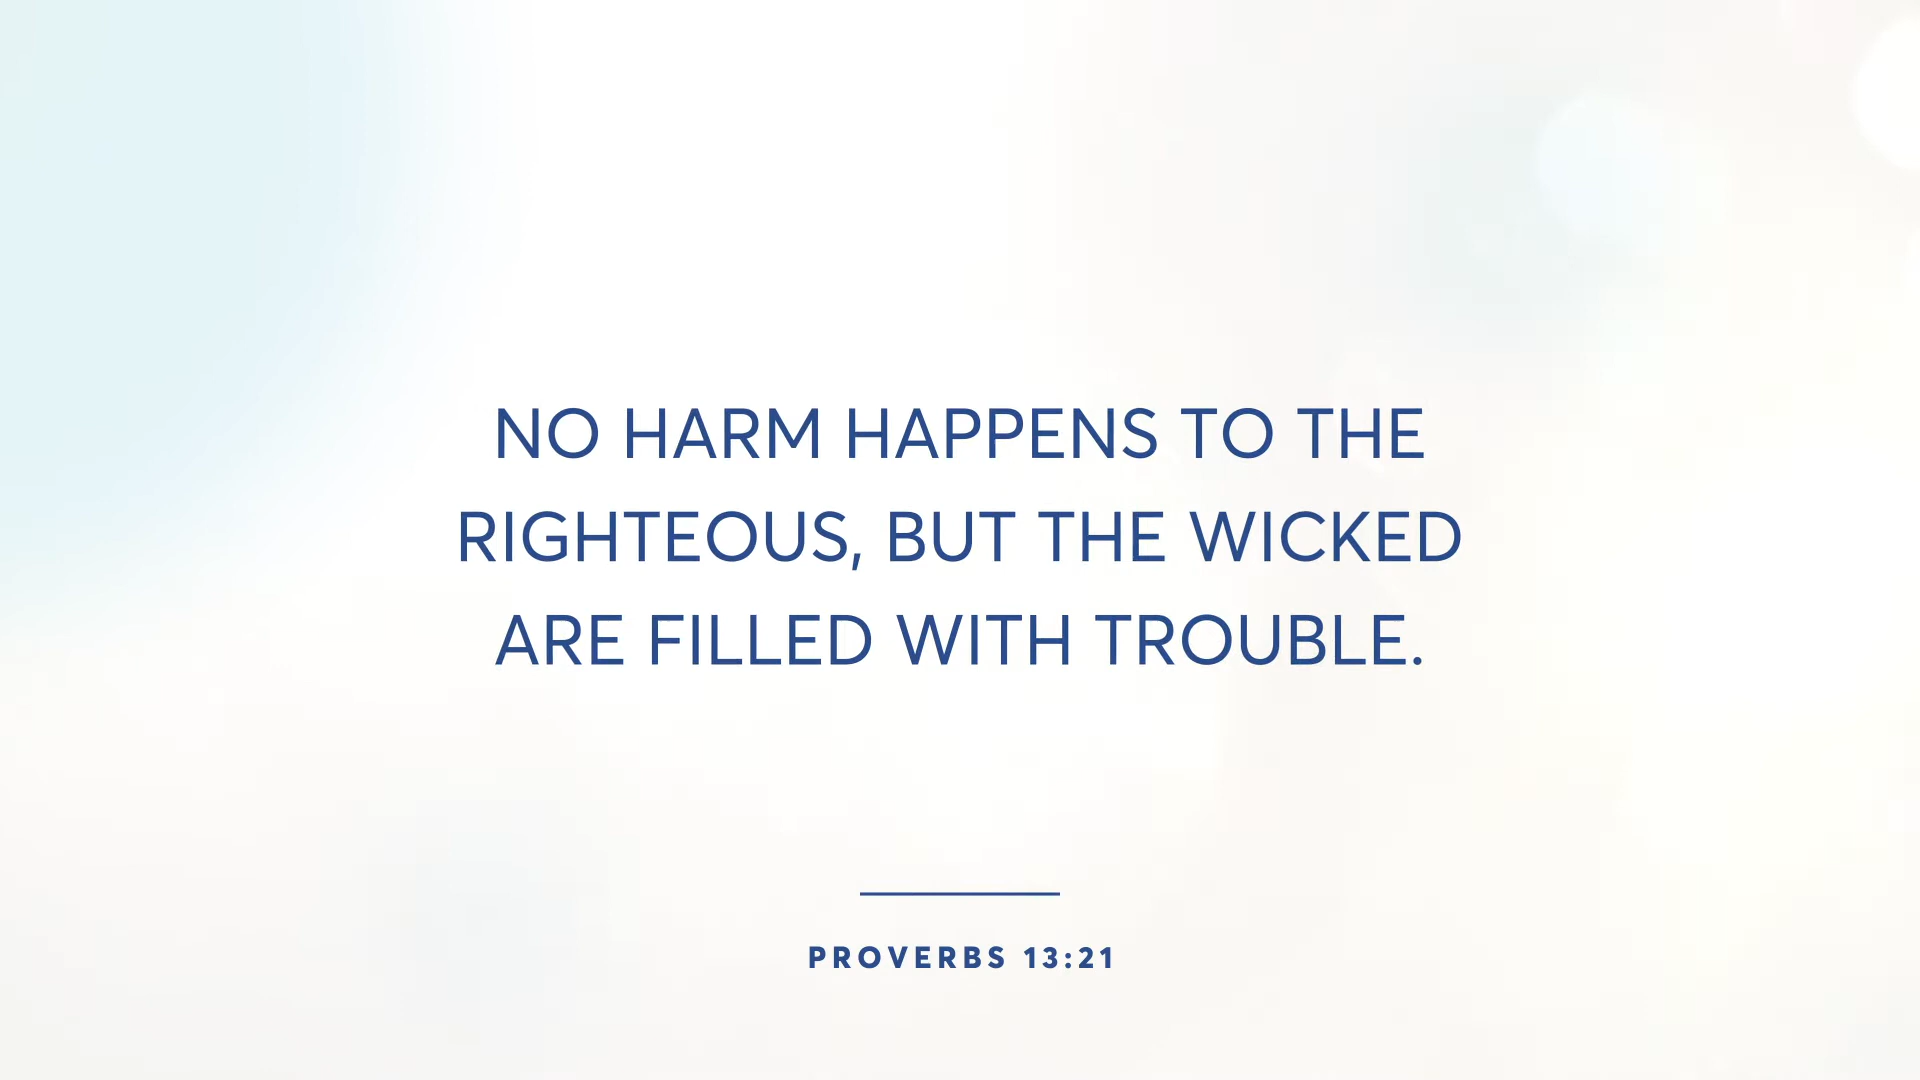 NO HARM HAPPENS TO THE
RIGHTEOUS, BUT THE WICKED
ARE FILLED WITH TROUBLE.
PROVERBS 13:21